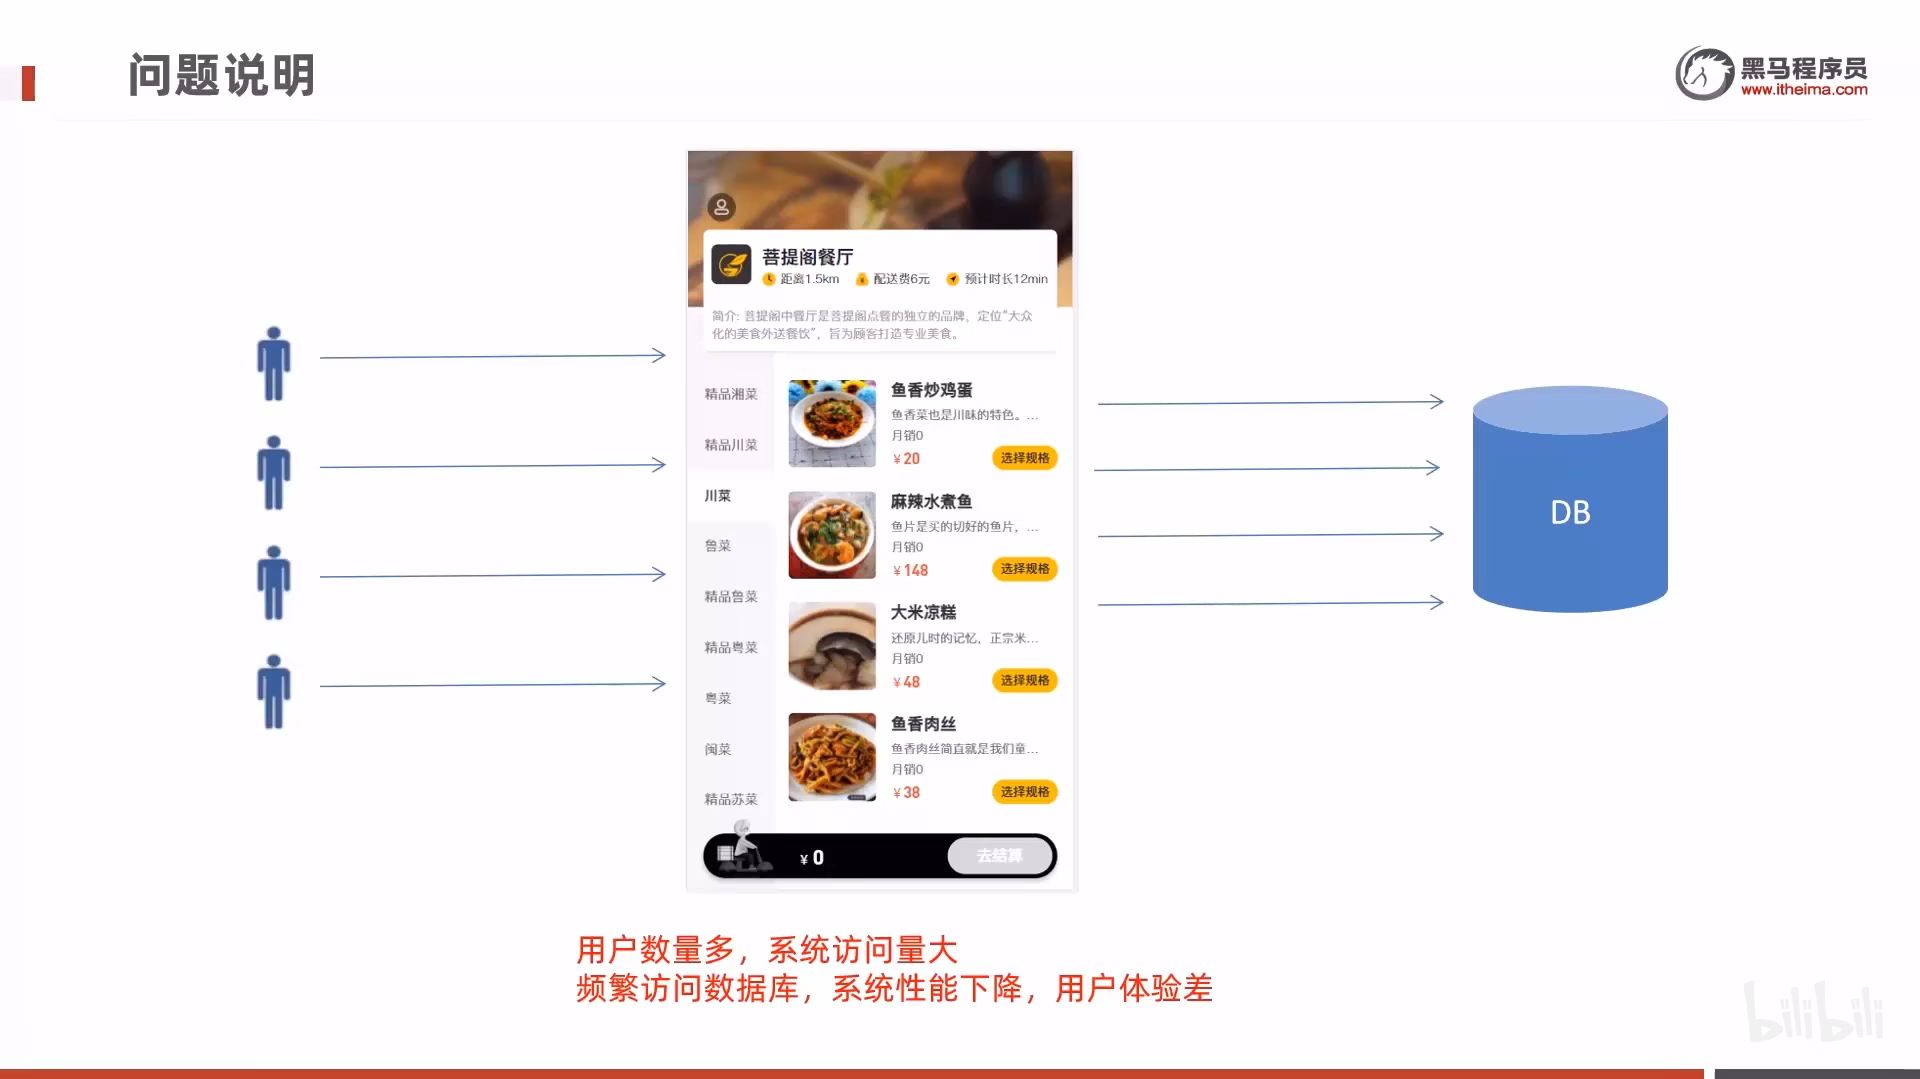 问题说明
黑马程序员
www.itheima.com
菩提阁餐厅
距离1.5km 配送费6元 预计时长12min
简介: 菩提阁中餐厅是菩提阁点餐的独立的品牌，定位“大众
化的美食外送餐饮”，旨为顾客打造专业美食。
精品湘菜
精品川菜
川菜
鲁菜
精品鲁菜
精品粤菜
粤菜
闽菜
精品苏菜
鱼香炒鸡蛋
鱼香菜也是川味的特色。...
月销0
¥20 选择规格
麻辣水煮鱼
鱼片是买的切好的鱼片，...
月销0
¥148 选择规格
大米凉糕
还原儿时的记忆，正宗米...
月销0
¥48 选择规格
鱼香肉丝
鱼香肉丝简直就是我们童...
月销0
¥38 选择规格
¥0 去结算
DB
用户数量多，系统访问量大
频繁访问数据库，系统性能下降，用户体验差
bilibili